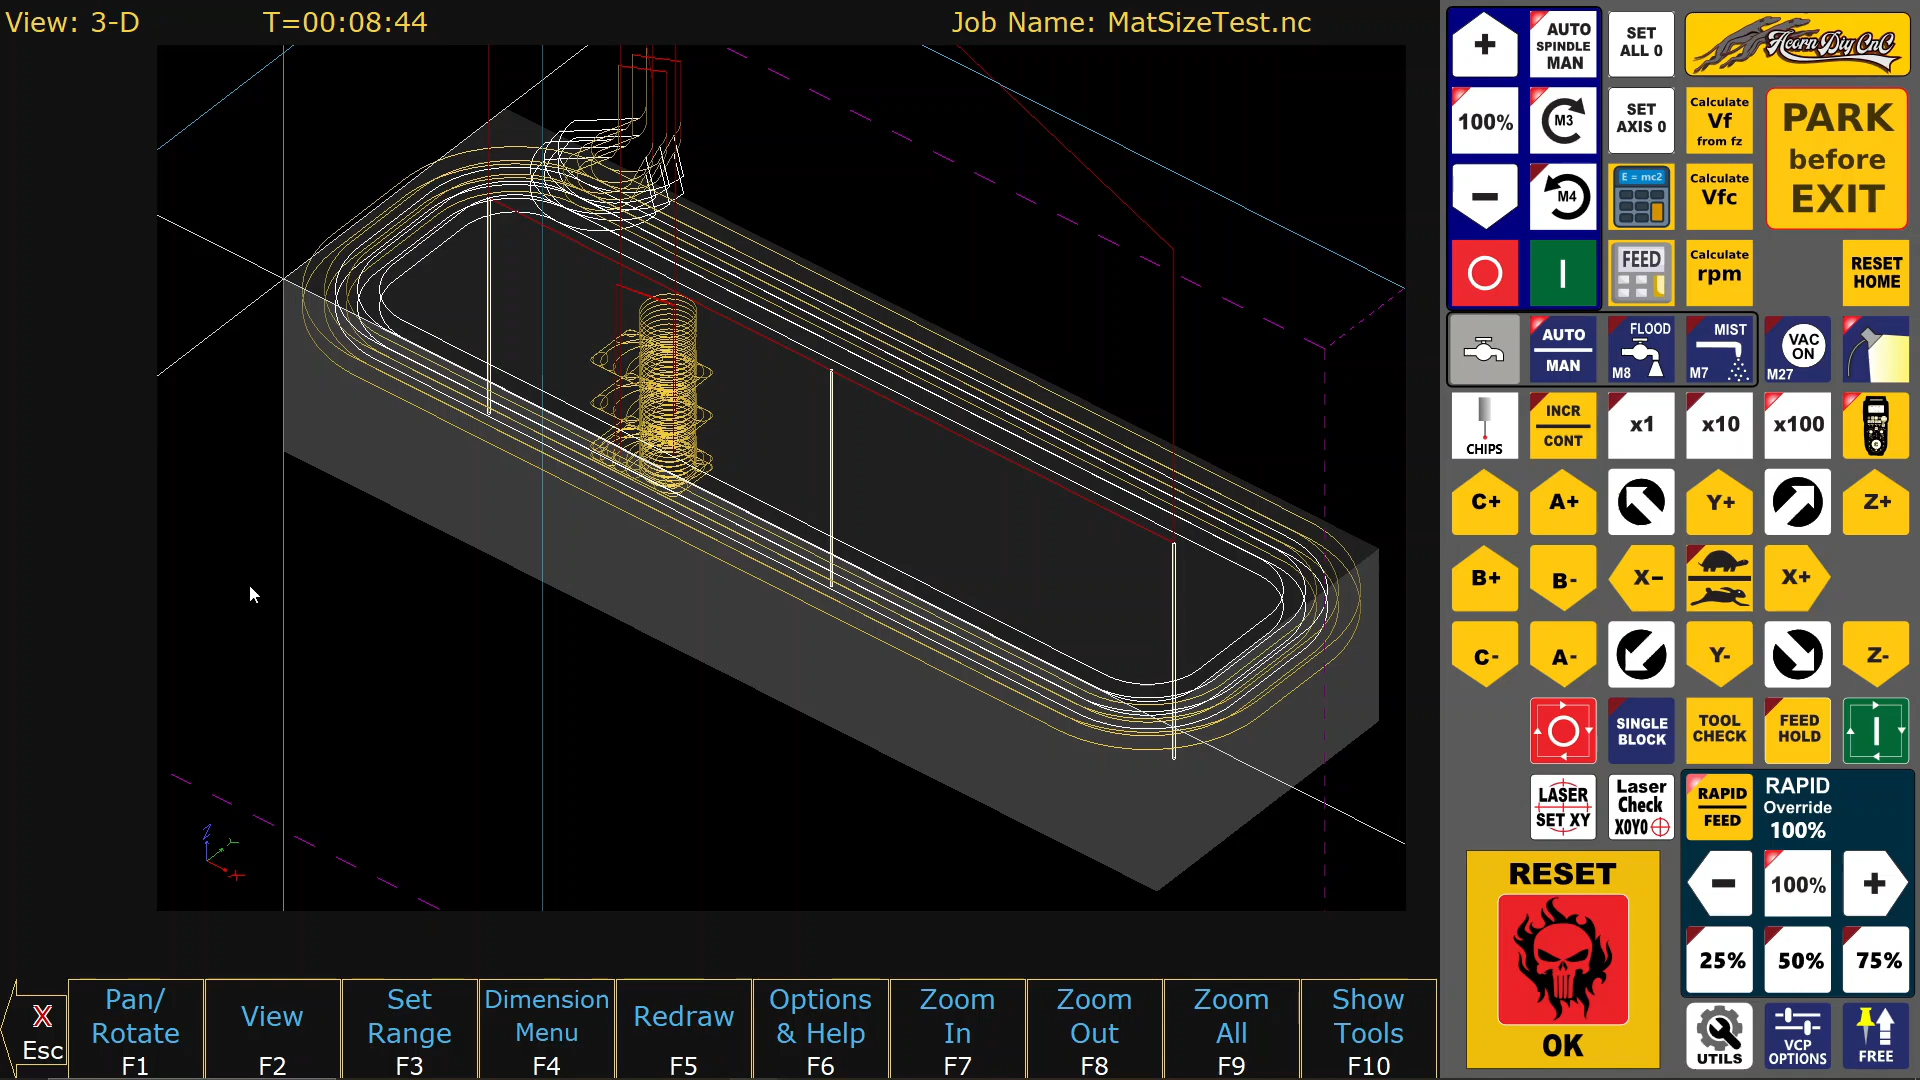 View: 3-D
T=00:08:44
Job Name: MatSizeTest.nc
Z
Y
X
X
Esc
Pan/
Rotate
F1
View
F2
Set
Range
F3
Dimension
Menu
F4
Redraw
F5
Options
& Help
F6
Zoom
In
F7
Zoom
Out
F8
Zoom
All
F9
Show
Tools
F10
+
AUTO
SPINDLE
MAN
SET
ALL 0
Acorn Diy CnC
100%
M3
SET
AXIS 0
Calculate
Vf
from fz
PARK
before
EXIT
−
M4
E = mc2
Calculate
Vfc
FEED
Calculate
rpm
RESET
HOME
AUTO
MAN
FLOOD
M8
MIST
M7
VAC
ON
M27
CHIPS
INCR
CONT
x1
x10
x100
C+
A+
Y+
Z+
B+
B-
X−
X+
C-
A-
Y-
Z-
SINGLE
BLOCK
TOOL
CHECK
FEED
HOLD
LASER
SET XY
Laser
Check
X0Y0
RAPID
FEED
RAPID
Override
100%
RESET
OK
−
100%
+
25%
50%
75%
UTILS
VCP
OPTIONS
FREE